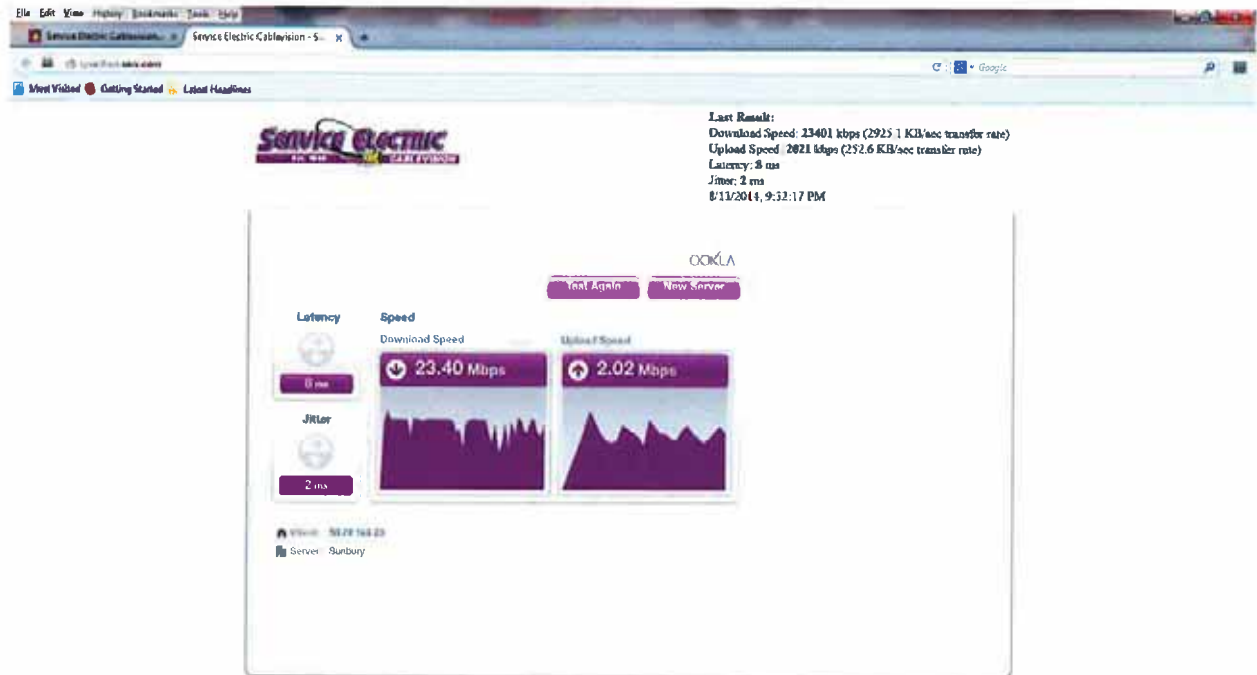 File Edit View History Bookmarks Tools Help
Service Electric Cablevision... x Service Electric Cablevision - S... x +
Google
Most Visited Getting Started Latest Headlines
SERVICE ELECTRIC
CABLEVISION
Last Result:
Download Speed: 23401 kbps (2925.1 KB/sec transfer rate)
Upload Speed: 2021 kbps (252.6 KB/sec transfer rate)
Latency: 8 ms
Jitter: 2 ms
8/13/2014, 9:32:17 PM
OOKLA
Test Again New Server
Latency Speed
Download Speed Upload Speed
23.40 Mbps 2.02 Mbps
8 ms
Jitter
2 ms
Server: Sunbury